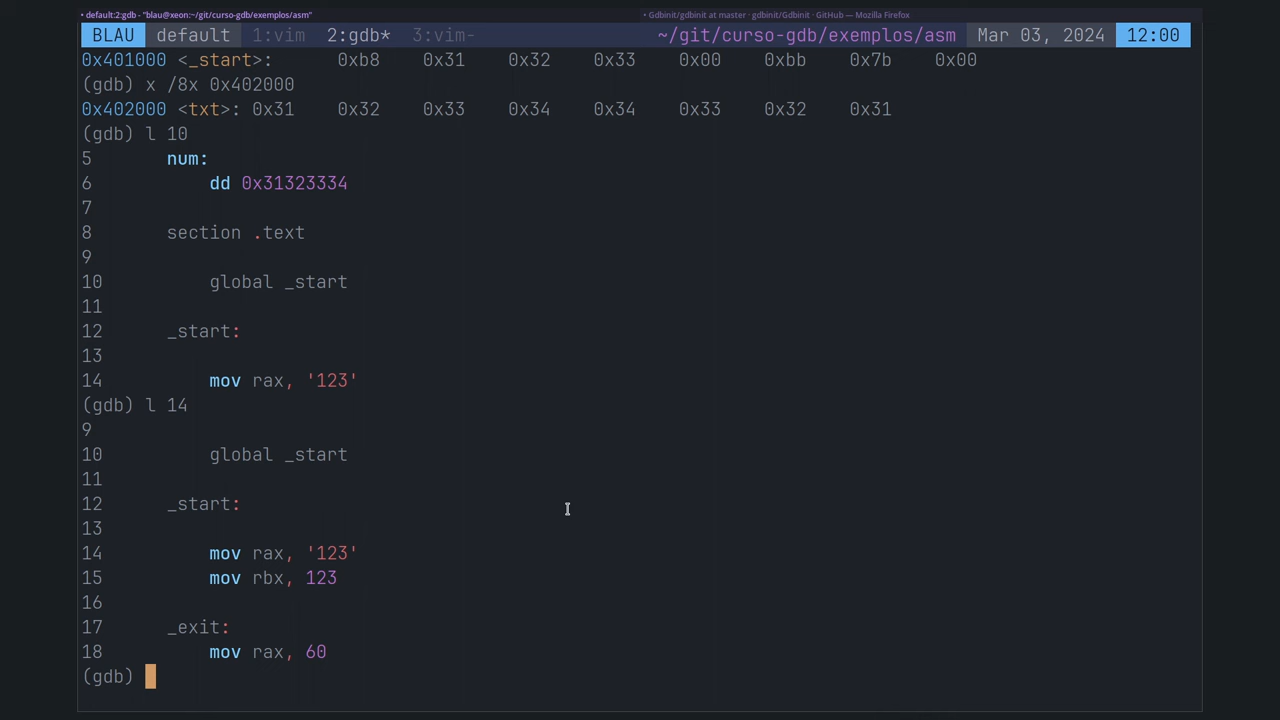 • default:2:gdb - "blau@xeon:~/git/curso-gdb/exemplos/asm"
• Gdbinit/gdbinit at master · gdbinit/Gdbinit · GitHub — Mozilla Firefox
BLAU default 1:vim 2:gdb* 3:vim- ~/git/curso-gdb/exemplos/asm Mar 03, 2024 12:00
0x401000 <_start>: 0xb8 0x31 0x32 0x33 0x00 0xbb 0x7b 0x00
(gdb) x /8x 0x402000
0x402000 <txt>: 0x31 0x32 0x33 0x34 0x34 0x33 0x32 0x31
(gdb) l 10
5 num:
6 dd 0x31323334
7
8 section .text
9
10 global _start
11
12 _start:
13
14 mov rax, '123'
(gdb) l 14
9
10 global _start
11
12 _start:
13
14 mov rax, '123'
15 mov rbx, 123
16
17 _exit:
18 mov rax, 60
(gdb)